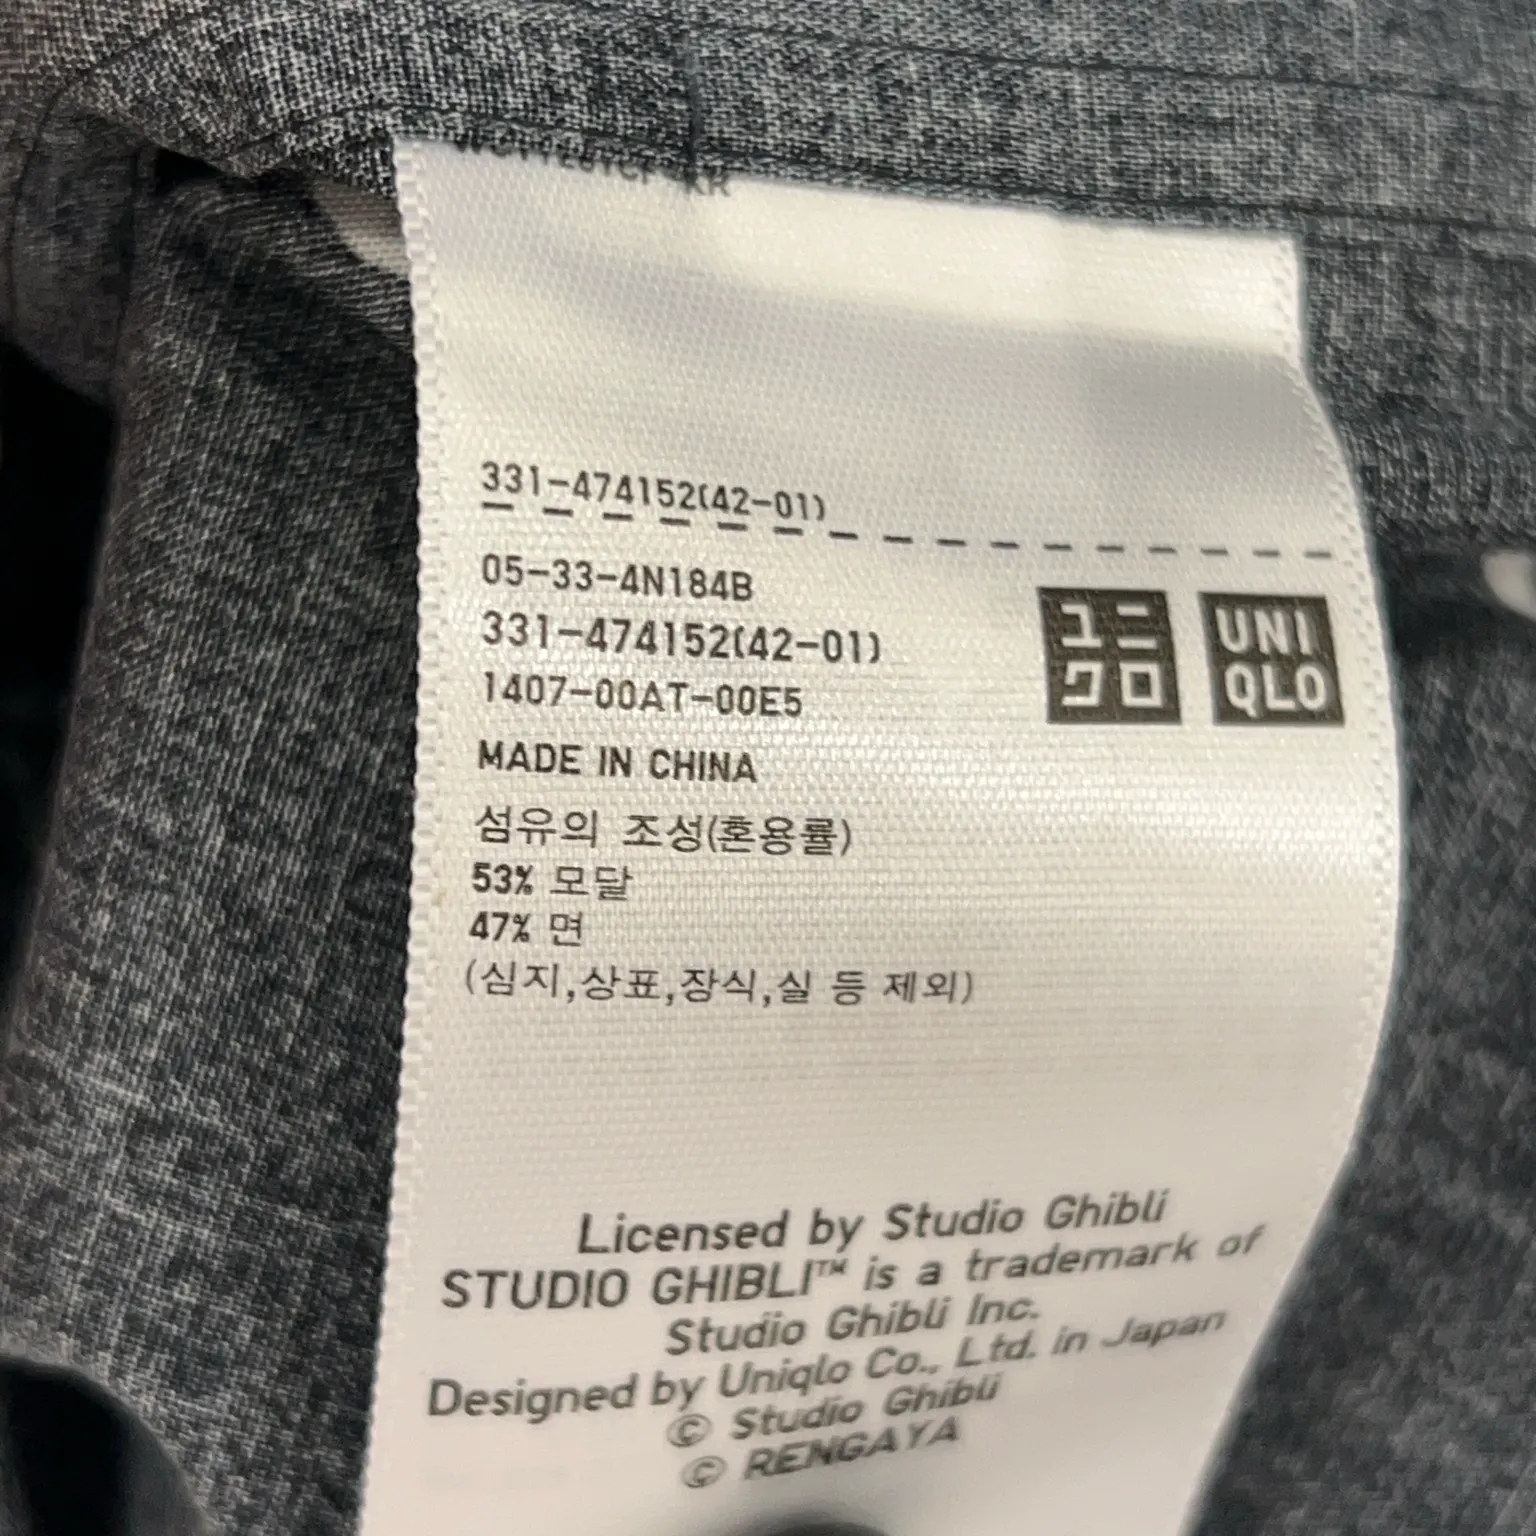 331-474152(42-01)
05-33-4N184B
331-474152(42-01)
1407-00AT-00E5
ユニ
クロ
UNI
QLO
MADE IN CHINA
섬유의 조성(혼용률)
53% 모달
47% 면
(심지,상표,장식,실 등 제외)
Licensed by Studio Ghibli
STUDIO GHIBLI™ is a trademark of
Studio Ghibli Inc.
Designed by Uniqlo Co., Ltd. in Japan
© Studio Ghibli
© RENGAYA